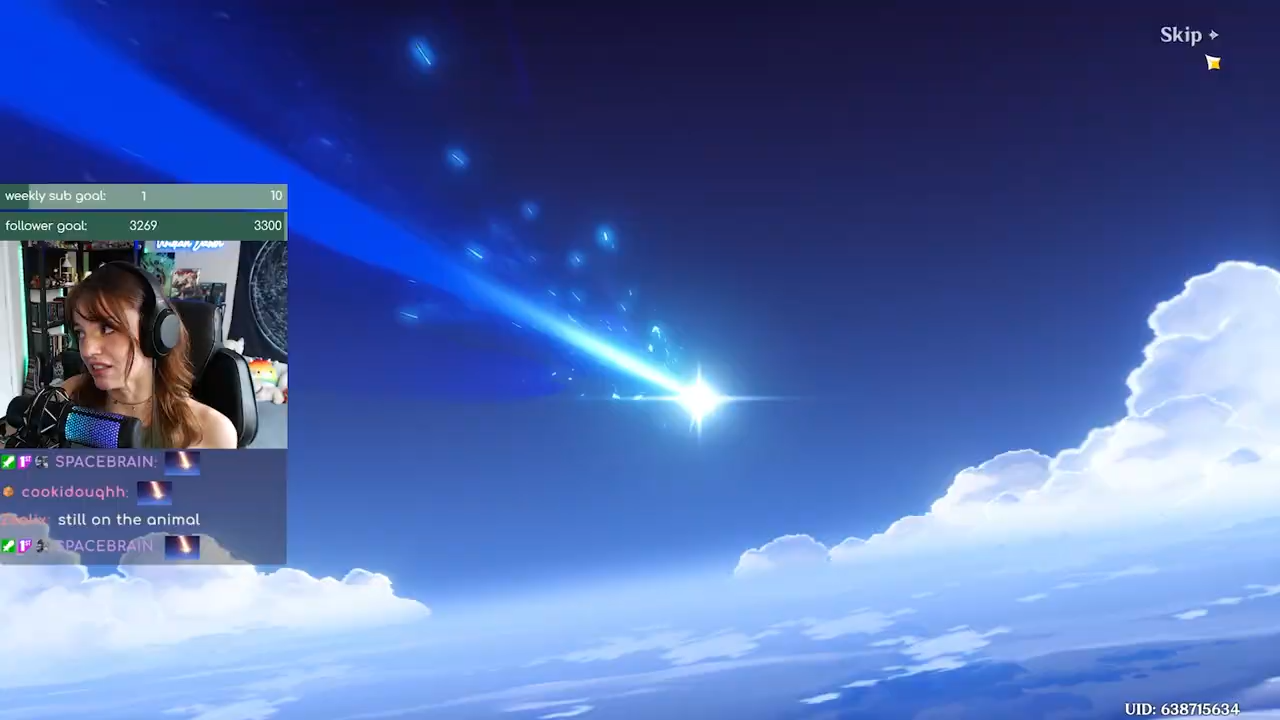 Skip
weekly sub goal: 1 10
follower goal: 3269 3300
SPACEBRAIN:
cookidoughh:
still on the animal
SPACEBRAIN
UID: 638715634